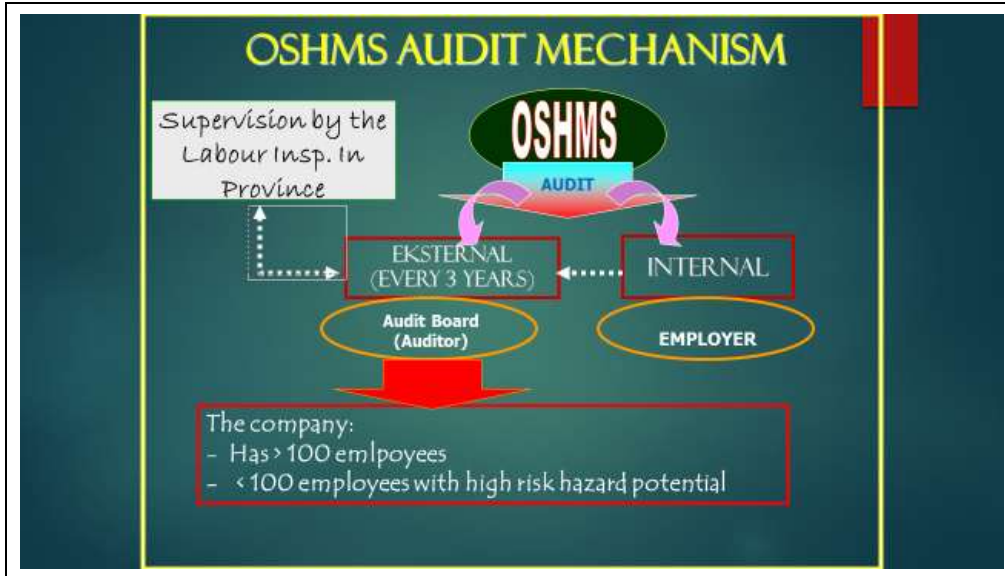 OSHMS AUDIT MECHANISM
Supervision by the
Labour Insp. In
Province
OSHMS
AUDIT
EKSTERNAL
(EVERY 3 YEARS)
INTERNAL
Audit Board
(Auditor)
EMPLOYER
The company:
- Has > 100 emlpoyees
- < 100 employees with high risk hazard potential